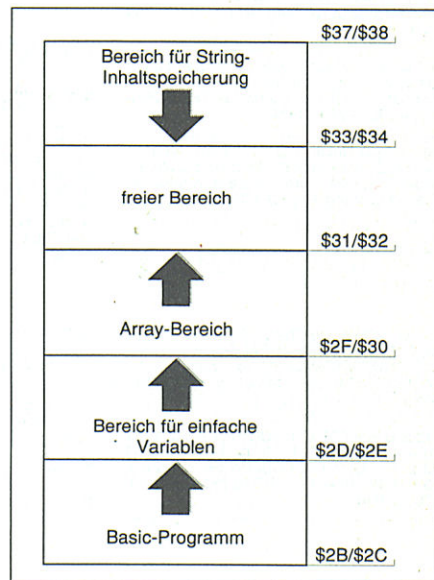 $37/$38
Bereich für String-
Inhaltspeicherung
$33/$34
freier Bereich
$31/$32
Array-Bereich
$2F/$30
Bereich für einfache
Variablen
$2D/$2E
Basic-Programm
$2B/$2C